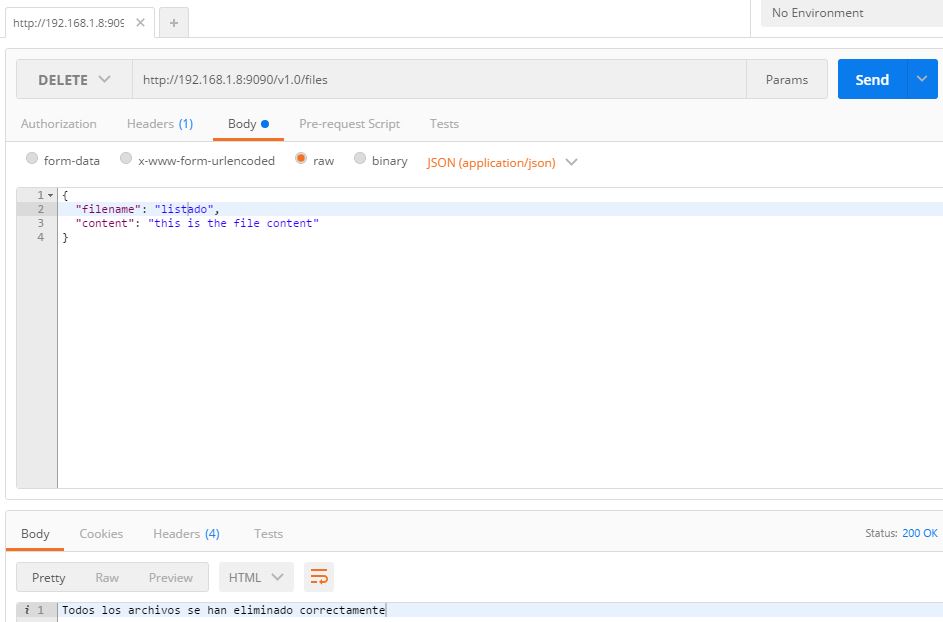 http://192.168.1.8:909
No Environment
DELETE
http://192.168.1.8:9090/v1.0/files
Params
Send
Authorization
Headers (1)
Body
Pre-request Script
Tests
form-data
x-www-form-urlencoded
raw
binary
JSON (application/json)
1 {
2 "filename": "listado",
3 "content": "this is the file content"
4 }
Body
Cookies
Headers (4)
Tests
Status: 200 OK
Pretty
Raw
Preview
HTML
i 1 Todos los archivos se han eliminado correctamente